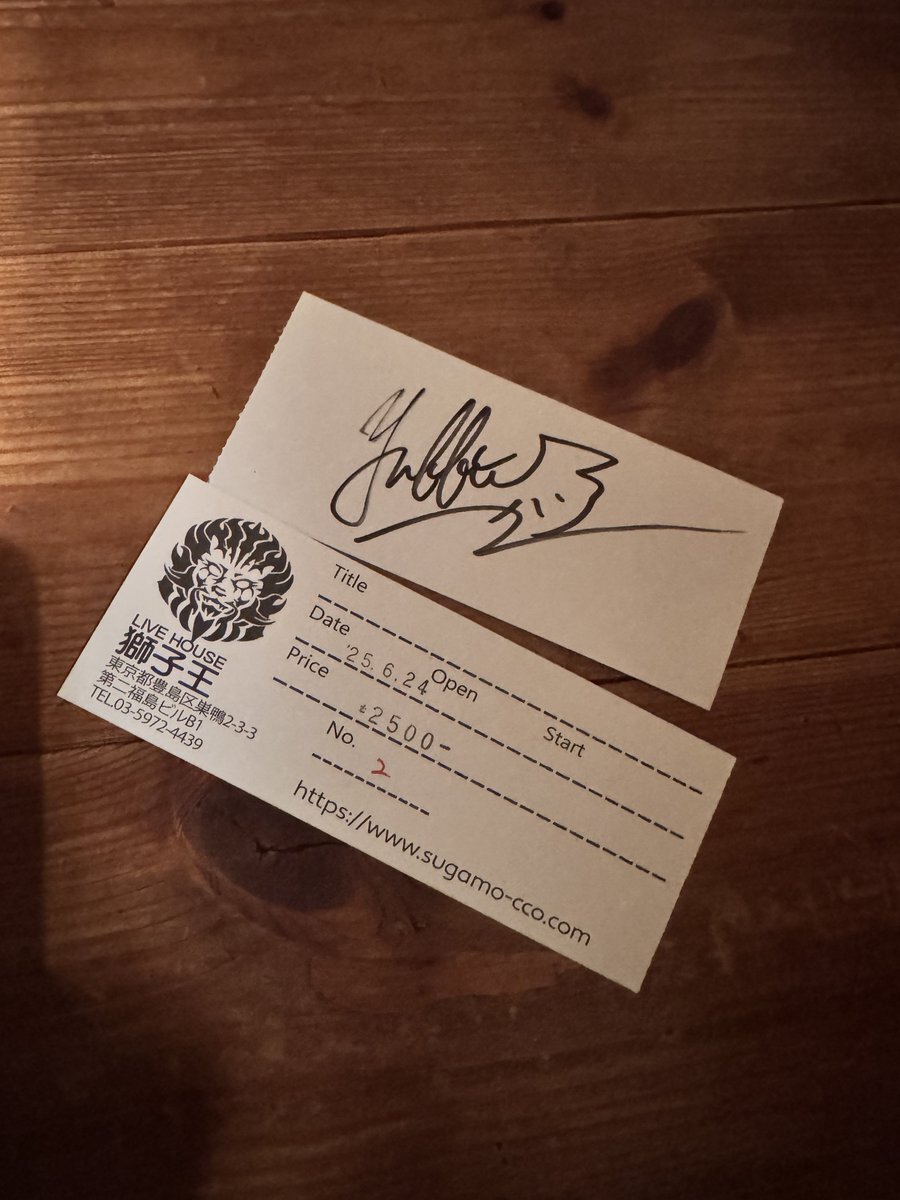 LIVE HOUSE
獅子王
東京都豊島区巣鴨2-3-3
第二福島ビルB1
TEL.03-5972-4439
Title
Date '25.6.24 Open Start
Price ¥2500-
No. 2
https://www.sugamo-cco.com